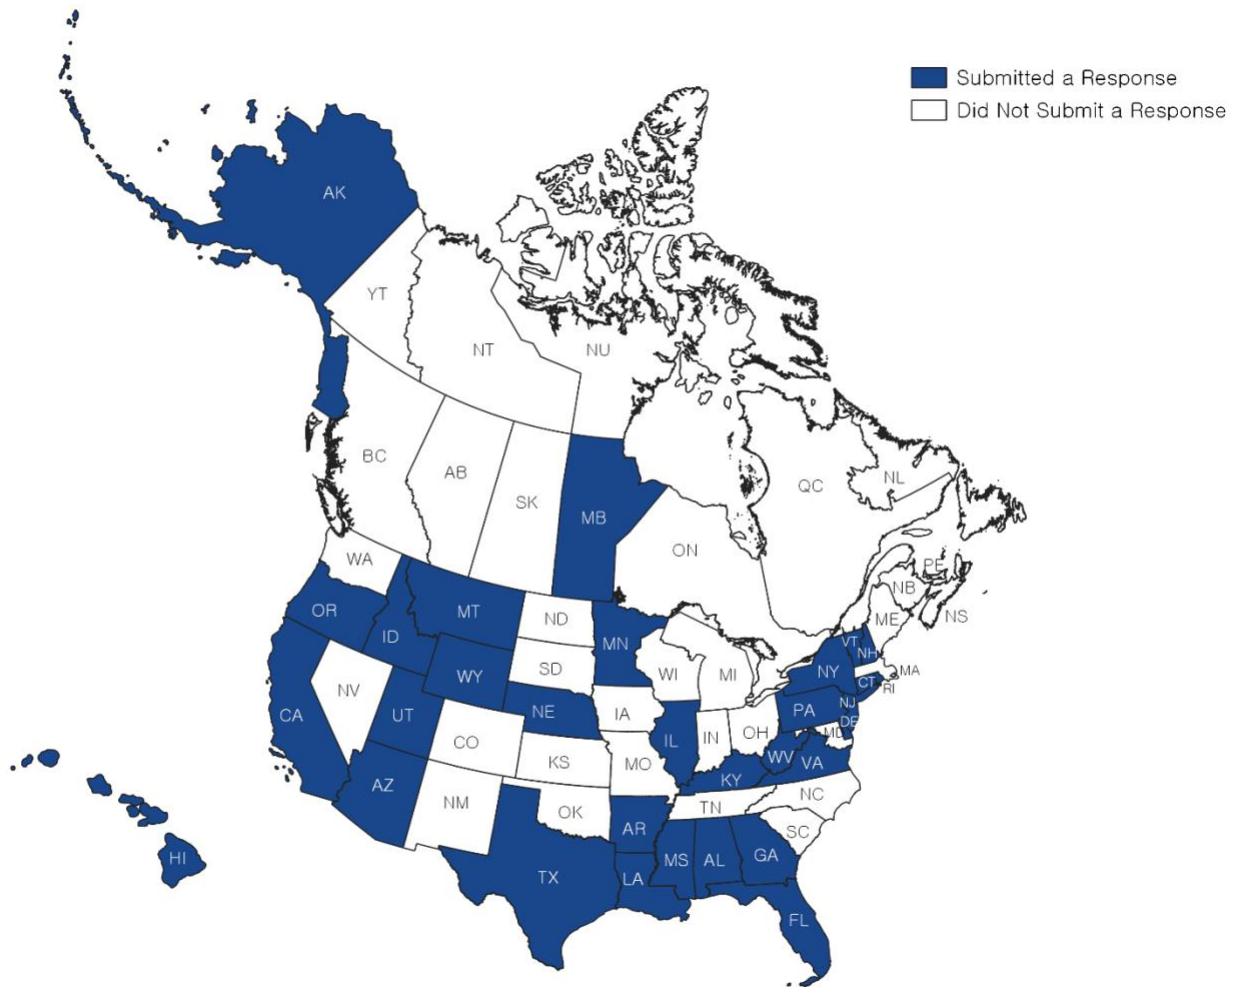 Submitted a Response
Did Not Submit a Response
AK
YT
NT
NU
BC
AB
SK
MB
ON
QC
NL
PE
NB
NS
WA
OR
ID
MT
ND
MN
SD
WY
WI
MI
ME
VT
NH
NY
MA
CT
RI
NV
CA
UT
NE
IA
CO
KS
MO
IL
IN
OH
PA
NJ
DE
MD
WV
VA
KY
AZ
NM
OK
AR
TN
NC
SC
TX
LA
MS
AL
GA
FL
HI